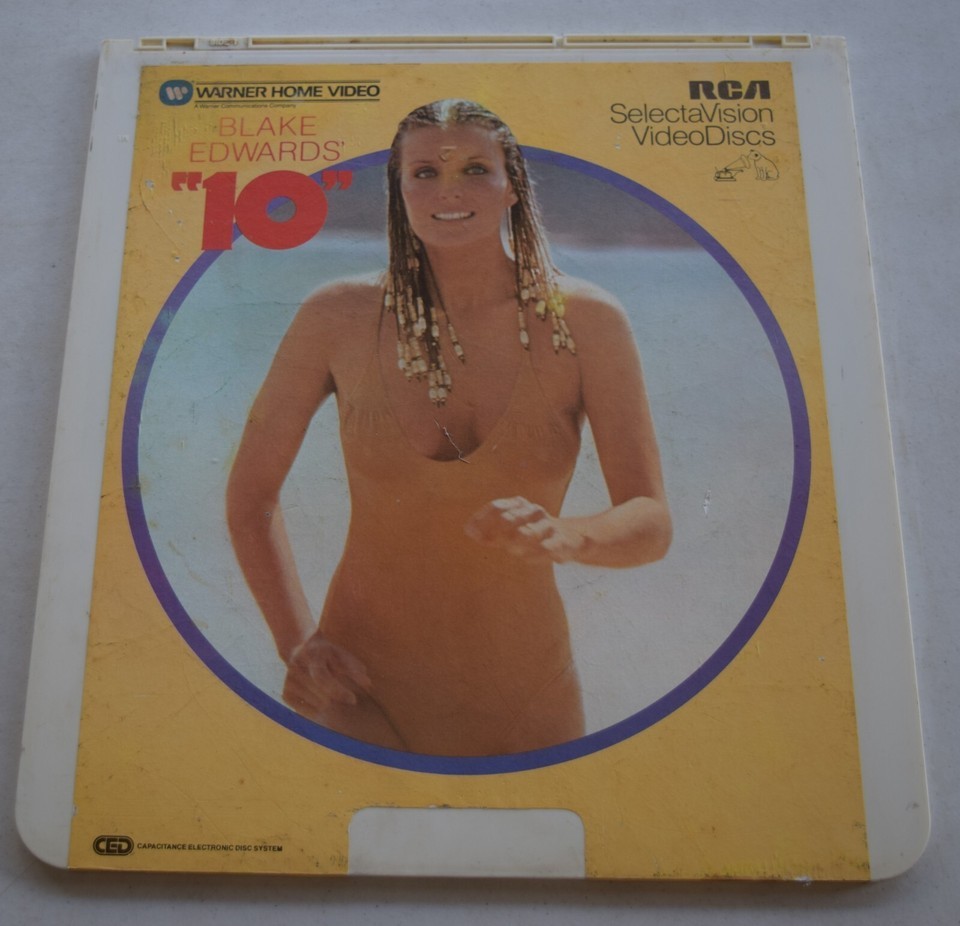 WARNER HOME VIDEO
A Warner Communications Company
BLAKE
EDWARDS'
"10"
RCA
SelectaVision
VideoDiscs
CED CAPACITANCE ELECTRONIC DISC SYSTEM